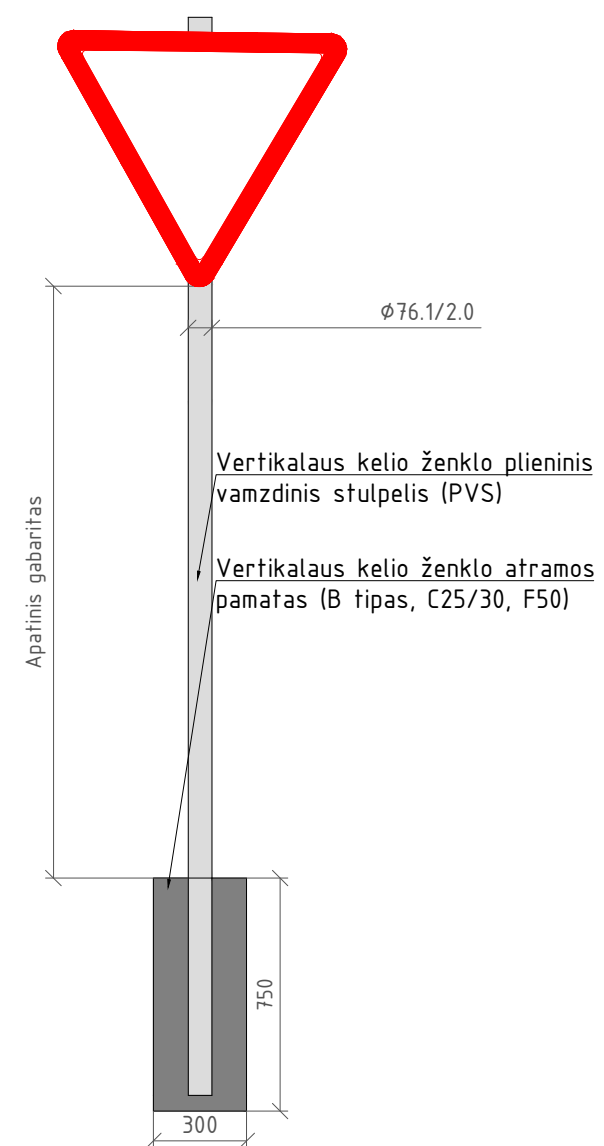 Ø76.1/2.0
Vertikalaus kelio ženklo plieninis
vamzdinis stulpelis (PVS)
Apatinis gabaritas
Vertikalaus kelio ženklo atramos
pamatas (B tipas, C25/30, F50)
750
300